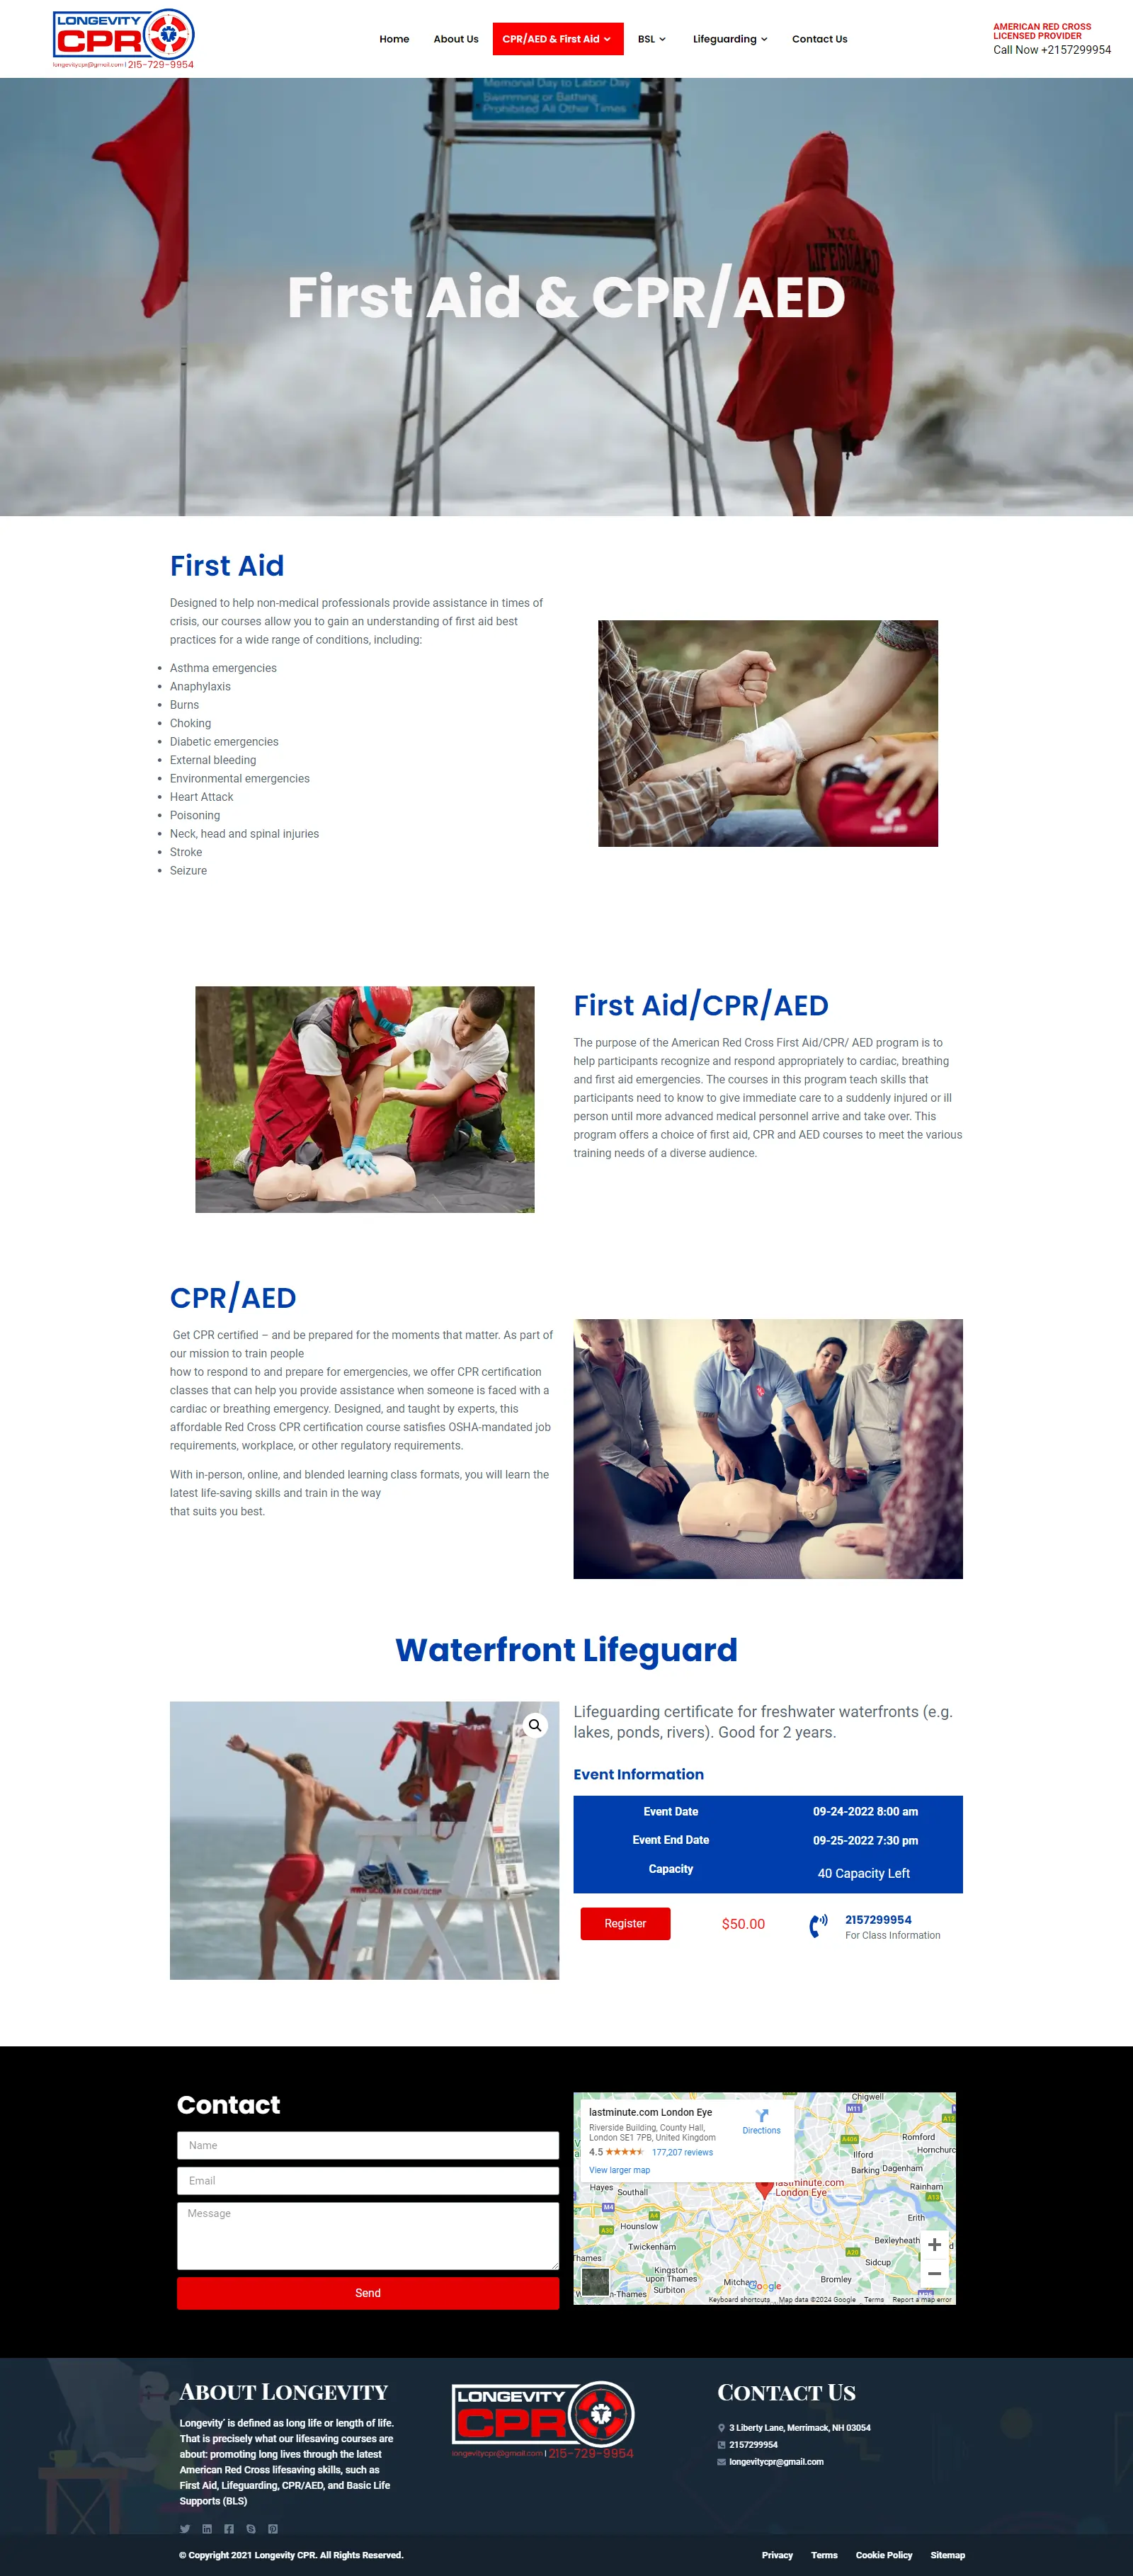 LONGEVITY
CPR
longevitycpr@gmail.com | 215-729-9954
Home
About Us
CPR/AED & First Aid
BSL
Lifeguarding
Contact Us
AMERICAN RED CROSS
LICENSED PROVIDER
Call Now +2157299954
Memorial Day to Labor Day
Swimming or Bathing
Prohibited All Other Times
N.Y.C.
LIFEGUARD
First Aid & CPR/AED
First Aid
Designed to help non-medical professionals provide assistance in times of
crisis, our courses allow you to gain an understanding of first aid best
practices for a wide range of conditions, including:
• Asthma emergencies
• Anaphylaxis
• Burns
• Choking
• Diabetic emergencies
• External bleeding
• Environmental emergencies
• Heart Attack
• Poisoning
• Neck, head and spinal injuries
• Stroke
• Seizure
FIRST AID
First Aid/CPR/AED
The purpose of the American Red Cross First Aid/CPR/ AED program is to
help participants recognize and respond appropriately to cardiac, breathing
and first aid emergencies. The courses in this program teach skills that
participants need to know to give immediate care to a suddenly injured or ill
person until more advanced medical personnel arrive and take over. This
program offers a choice of first aid, CPR and AED courses to meet the various
training needs of a diverse audience.
CPR/AED
Get CPR certified – and be prepared for the moments that matter. As part of
our mission to train people
how to respond to and prepare for emergencies, we offer CPR certification
classes that can help you provide assistance when someone is faced with a
cardiac or breathing emergency. Designed, and taught by experts, this
affordable Red Cross CPR certification course satisfies OSHA-mandated job
requirements, workplace, or other regulatory requirements.
With in-person, online, and blended learning class formats, you will learn the
latest life-saving skills and train in the way
that suits you best.
Waterfront Lifeguard
Lifeguarding certificate for freshwater waterfronts (e.g.
lakes, ponds, rivers). Good for 2 years.
Event Information
Event Date 09-24-2022 8:00 am
Event End Date 09-25-2022 7:30 pm
Capacity 40 Capacity Left
Register
$50.00
2157299954
For Class Information
Contact
Name
Email
Message
Send
lastminute.com London Eye
Riverside Building, County Hall,
London SE1 7PB, United Kingdom
4.5 ★★★★★ 177,207 reviews
View larger map
Directions
Chigwell
M11
A12
A406
Romford
Ilford
Hornchurc
Barking
Dagenham
Hayes
Southall
lastminute.com
London Eye
Rainham
A13
M4
A4
Erith
A30
Hounslow
Bexleyheath
Twickenham
A20
Sidcup
Thames
Kingston
upon Thames
Mitcham
Bromley
Surbiton
Google
Keyboard shortcuts
Map data ©2024 Google
Terms
Report a map error
About Longevity
Longevity’ is defined as long life or length of life.
That is precisely what our lifesaving courses are
about: promoting long lives through the latest
American Red Cross lifesaving skills, such as
First Aid, Lifeguarding, CPR/AED, and Basic Life
Supports (BLS)
LONGEVITY
CPR
longevitycpr@gmail.com | 215-729-9954
Contact Us
3 Liberty Lane, Merrimack, NH 03054
2157299954
longevitycpr@gmail.com
© Copyright 2021 Longevity CPR. All Rights Reserved.
Privacy
Terms
Cookie Policy
Sitemap